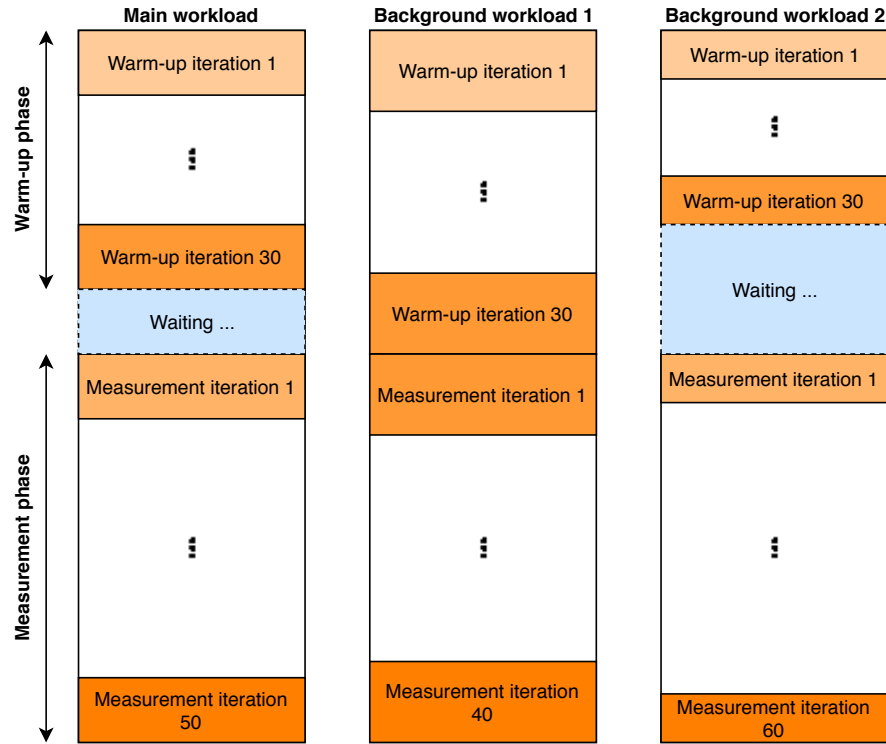 Main workload
Background workload 1
Background workload 2
Warm-up phase
Measurement phase
Warm-up iteration 1
Warm-up iteration 30
Waiting ...
Measurement iteration 1
Measurement iteration
50
Warm-up iteration 1
Warm-up iteration 30
Measurement iteration 1
Measurement iteration
40
Warm-up iteration 1
Warm-up iteration 30
Waiting ...
Measurement iteration 1
Measurement iteration
60